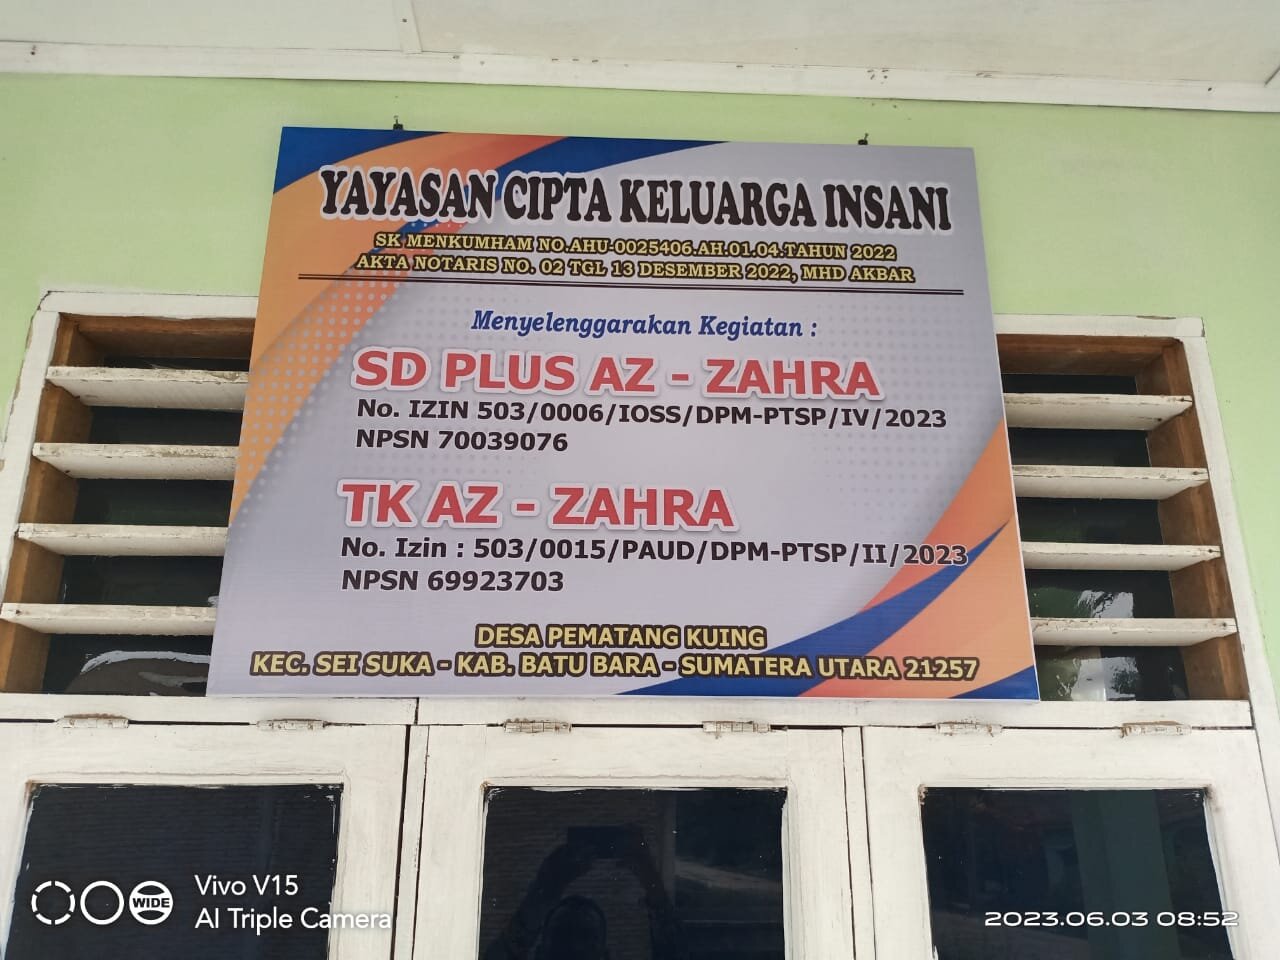 YAYASAN CIPTA KELUARGA INSANI
SK MENKUMHAM NO.AHU-0025406.AH.01.04.TAHUN 2022
AKTA NOTARIS NO. 02 TGL 13 DESEMBER 2022, MHD AKBAR
Menyelenggarakan Kegiatan :
SD PLUS AZ - ZAHRA
No. IZIN 503/0006/IOSS/DPM-PTSP/IV/2023
NPSN 70039076
TK AZ - ZAHRA
No. Izin : 503/0015/PAUD/DPM-PTSP/II/2023
NPSN 69923703
DESA PEMATANG KUING
KEC. SEI SUKA - KAB. BATU BARA - SUMATERA UTARA 21257
WIDE
Vivo V15
AI Triple Camera
2023.06.03 08:52